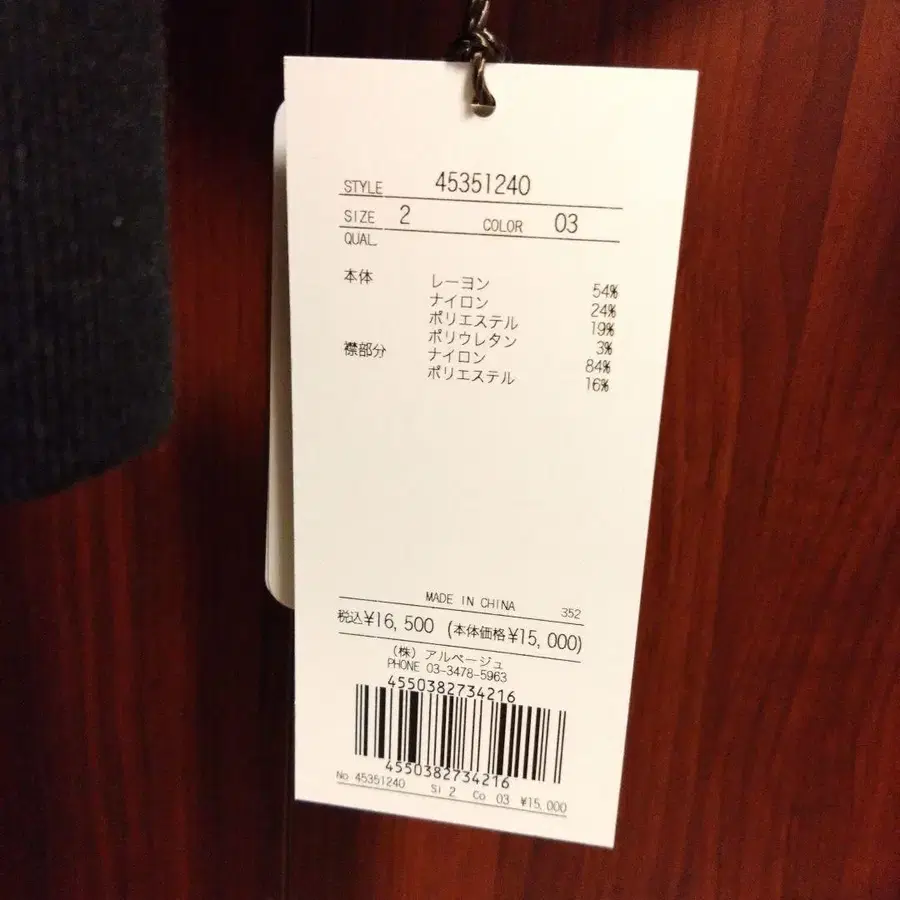 STYLE 45351240
SIZE 2 COLOR 03
QUAL
本体 レーヨン 54%
ナイロン 24%
ポリエステル 19%
ポリウレタン 3%
襟部分 ナイロン 84%
ポリエステル 16%
MADE IN CHINA 352
税込¥16,500 (本体価格¥15,000)
(株) アルページュ
PHONE 03-3478-5963
4550382734216
4550382734216
No 45351240 Si 2 Co 03 ¥15,000